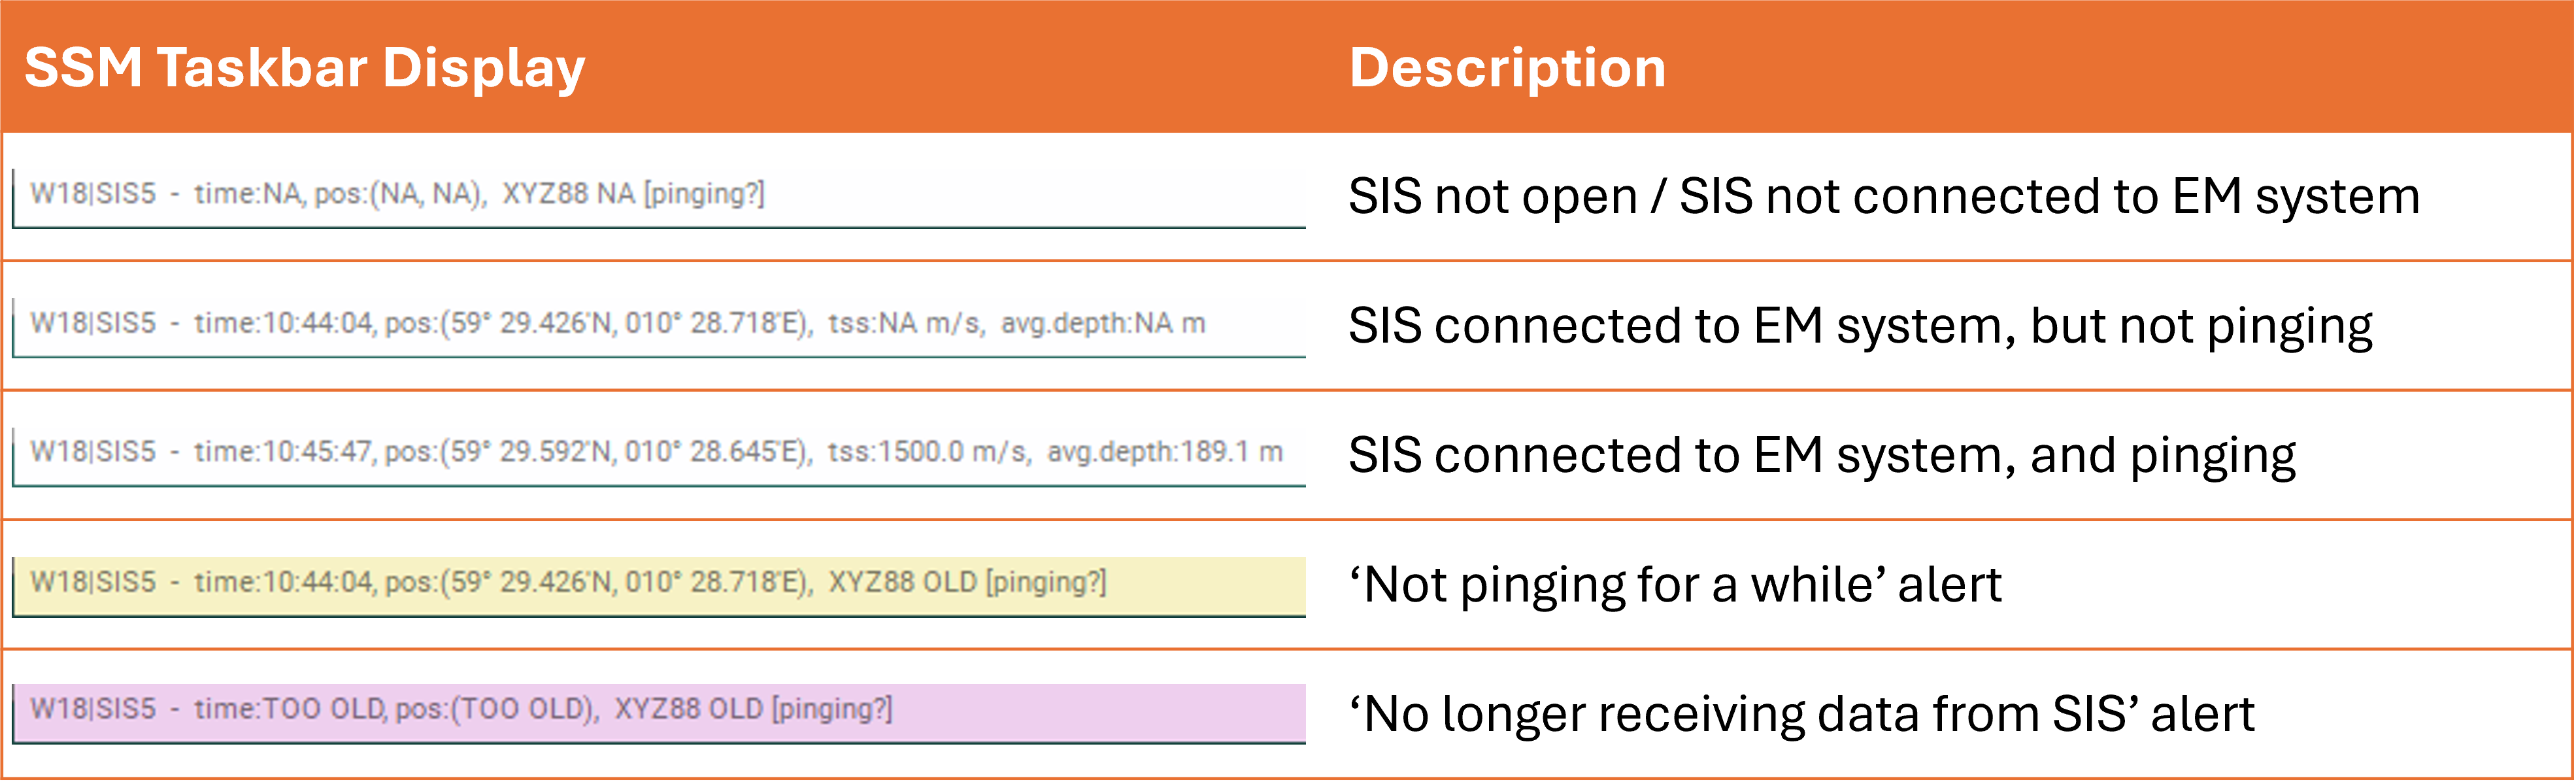 SSM Taskbar Display Description
W18|SIS5 - time:NA, pos:(NA, NA), XYZ88 NA [pinging?] SIS not open / SIS not connected to EM system
W18|SIS5 - time:10:44:04, pos:(59° 29.426'N, 010° 28.718'E), tss:NA m/s, avg.depth:NA m SIS connected to EM system, but not pinging
W18|SIS5 - time:10:45:47, pos:(59° 29.592'N, 010° 28.645'E), tss:1500.0 m/s, avg.depth:189.1 m SIS connected to EM system, and pinging
W18|SIS5 - time:10:44:04, pos:(59° 29.426'N, 010° 28.718'E), XYZ88 OLD [pinging?] ‘Not pinging for a while’ alert
W18|SIS5 - time:TOO OLD, pos:(TOO OLD), XYZ88 OLD [pinging?] ‘No longer receiving data from SIS’ alert